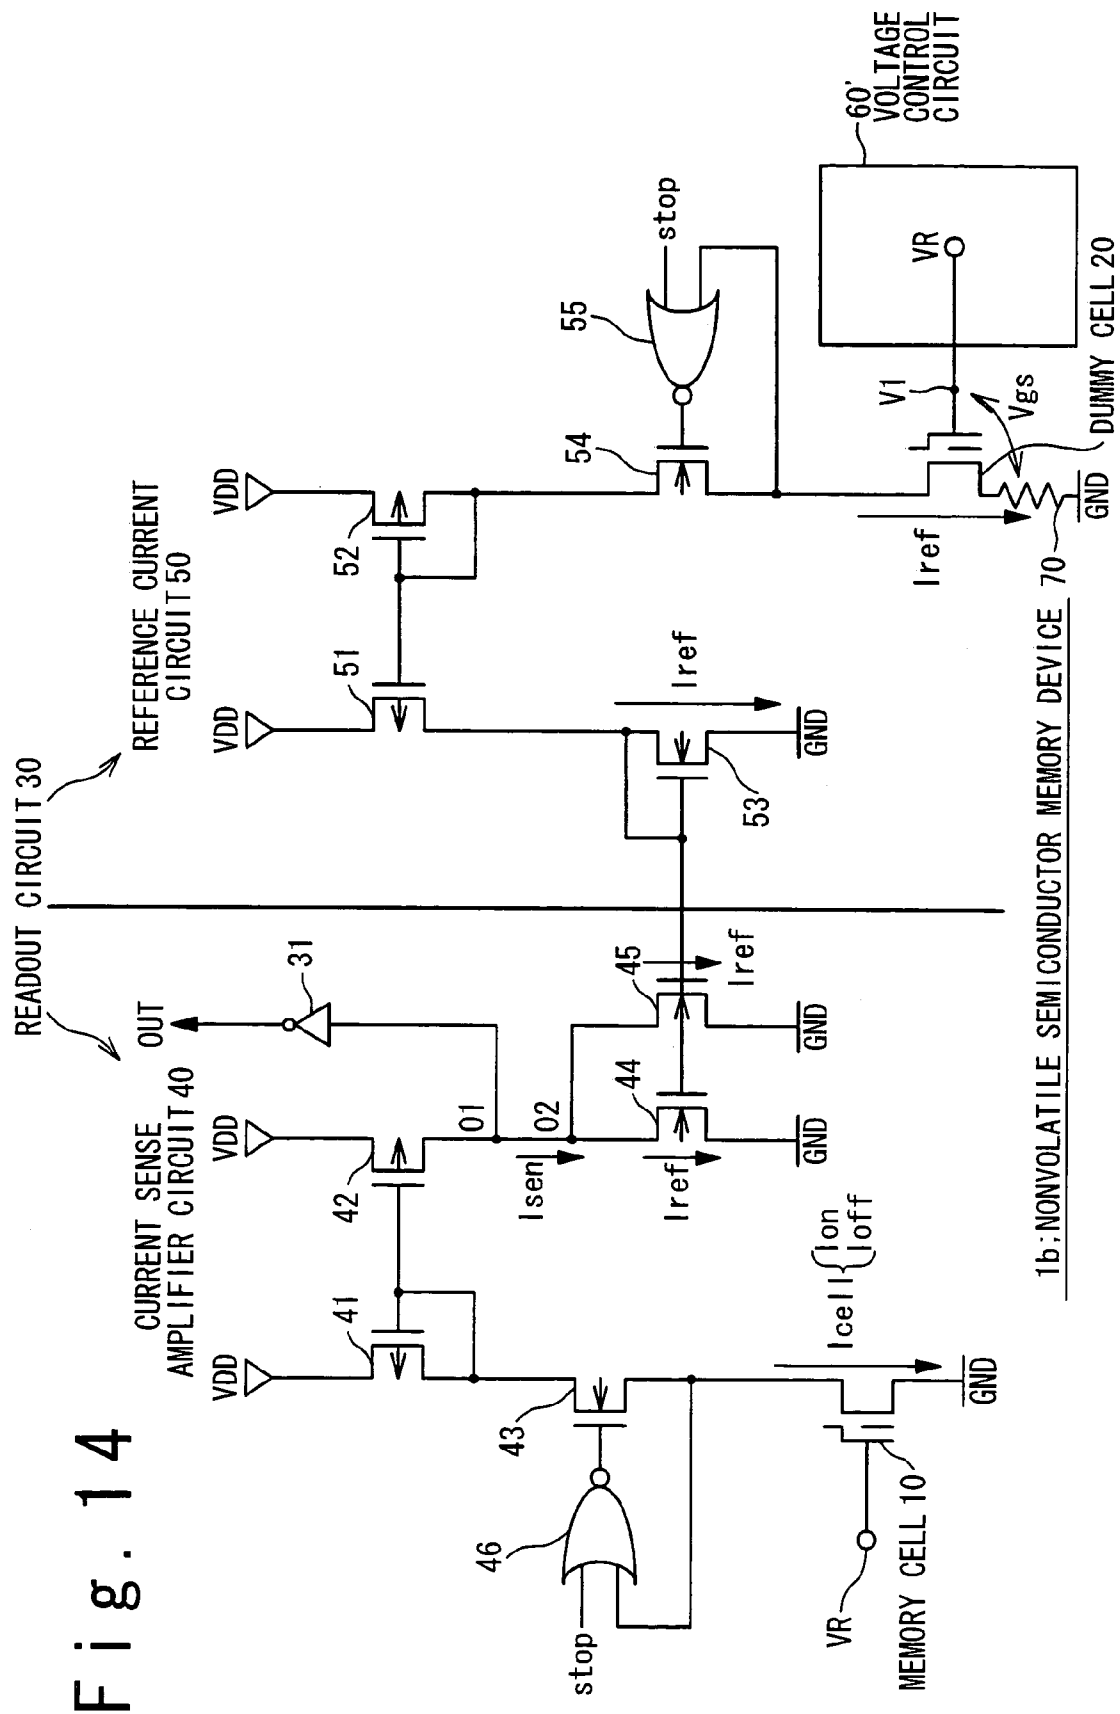 Fig. 14
READOUT CIRCUIT 30
CURRENT SENSE
AMPLIFIER CIRCUIT 40
REFERENCE CURRENT
CIRCUIT 50
OUT
31
VDD
VDD
VDD
VDD
41
42
51
52
01
02
Isen
43
44
45
53
54
55
46
stop
stop
Iref
Iref
Iref
Iref
GND
GND
GND
GND
GND
Icell { Ion
Ioff
VR
MEMORY CELL 10
V1
Vgs
VR
60'
VOLTAGE
CONTROL
CIRCUIT
DUMMY CELL 20
70
1b;NONVOLATILE SEMICONDUCTOR MEMORY DEVICE